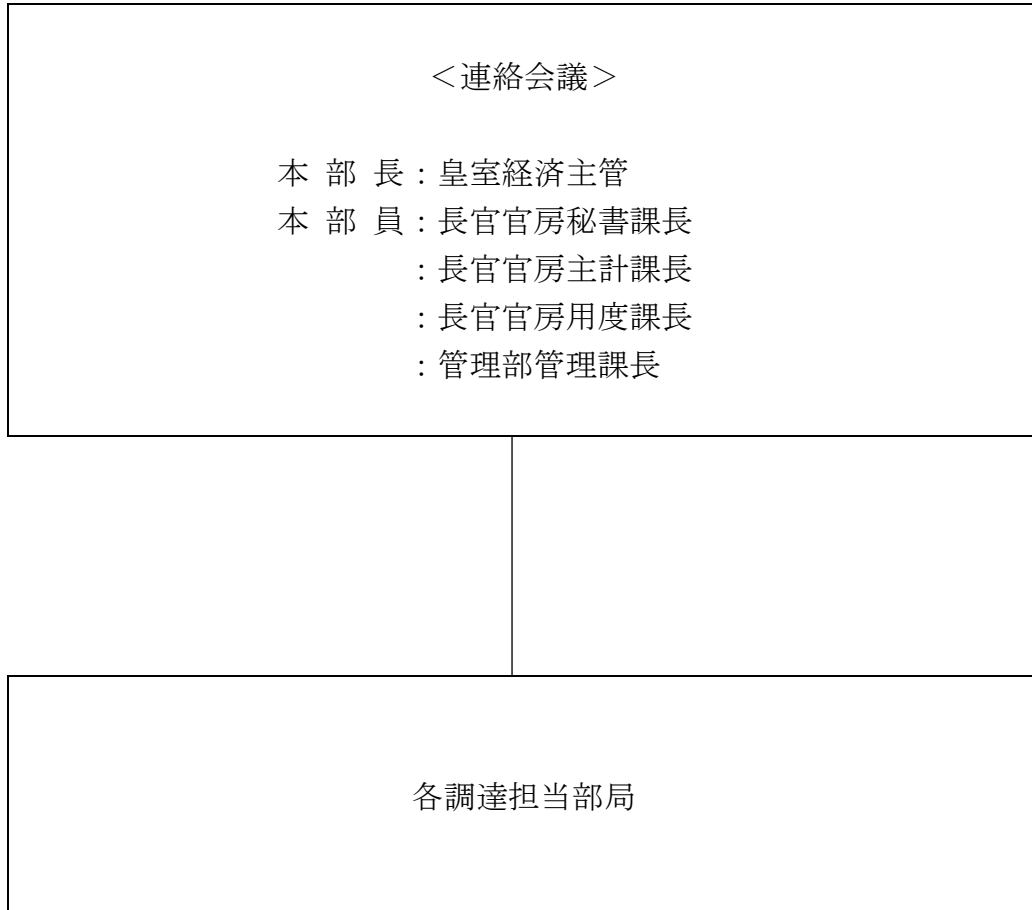 ＜連絡会議＞
本 部 長：皇室経済主管
本 部 員：長官官房秘書課長
：長官官房主計課長
：長官官房用度課長
：管理部管理課長
各調達担当部局